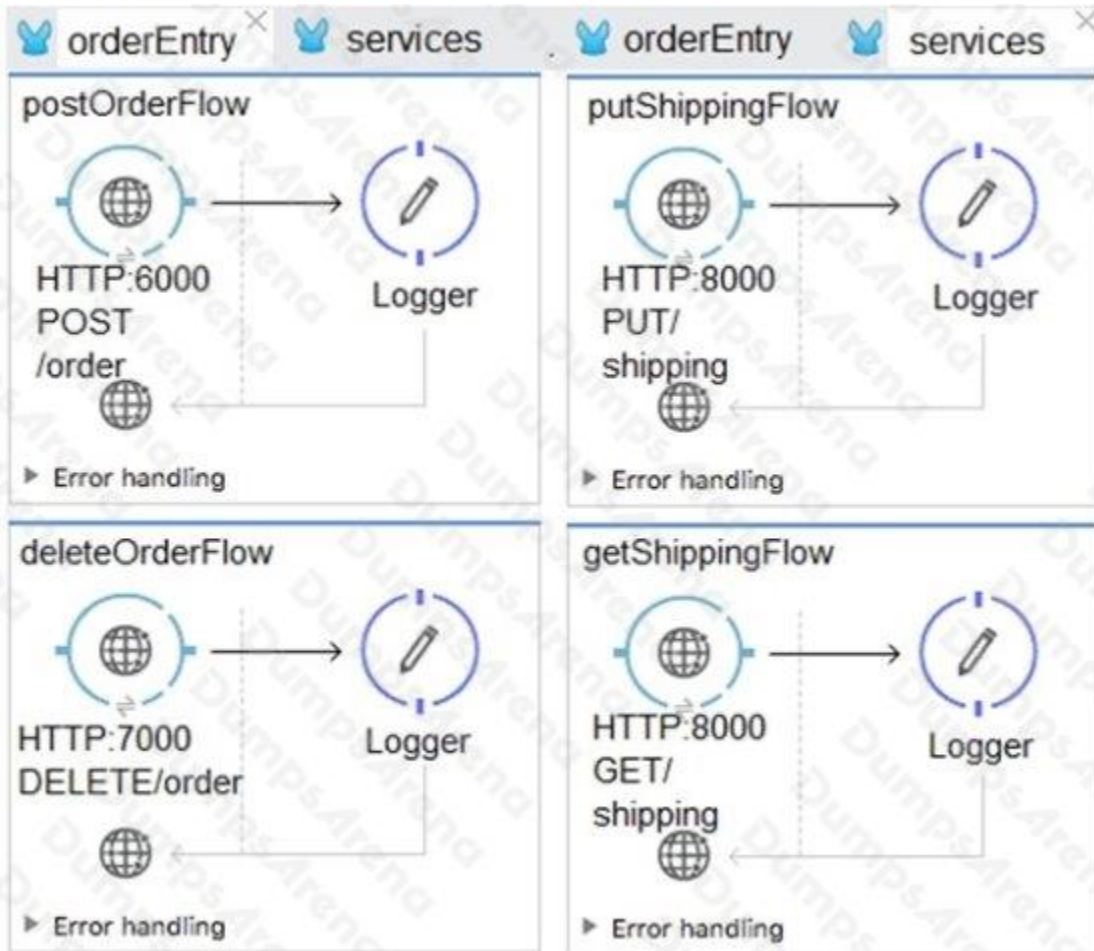 orderEntry
services
orderEntry
services
postOrderFlow
HTTP:6000
POST
/order
Logger
Error handling
putShippingFlow
HTTP:8000
PUT/
shipping
Logger
Error handling
deleteOrderFlow
HTTP:7000
DELETE/order
Logger
Error handling
getShippingFlow
HTTP:8000
GET/
shipping
Logger
Error handling
DumpsArena